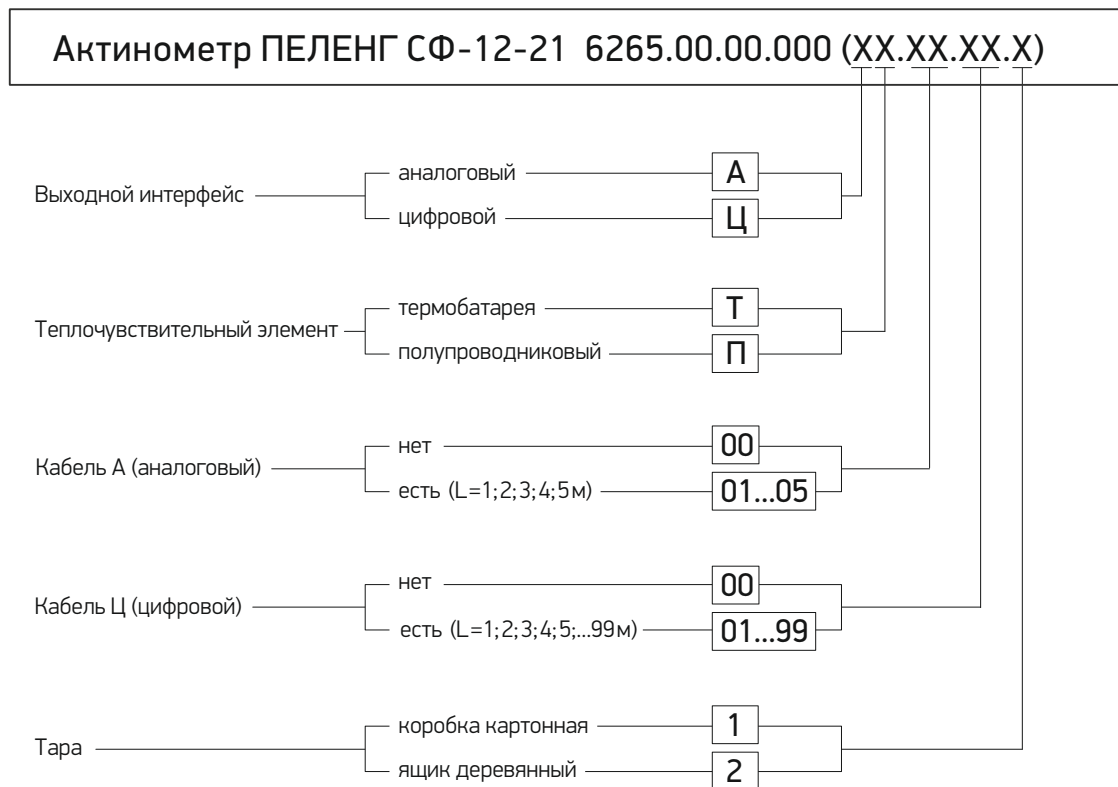 Актинометр ПЕЛЕНГ СФ-12-21 6265.00.00.000 (XX.XX.XX.X)
аналоговый А
Выходной интерфейс
цифровой Ц
термобатарея Т
Теплочувствительный элемент
полупроводниковый П
нет 00
Кабель А (аналоговый)
есть (L=1;2;3;4;5м) 01...05
нет 00
Кабель Ц (цифровой)
есть (L=1;2;3;4;5;...99м) 01...99
коробка картонная 1
Тара
ящик деревянный 2